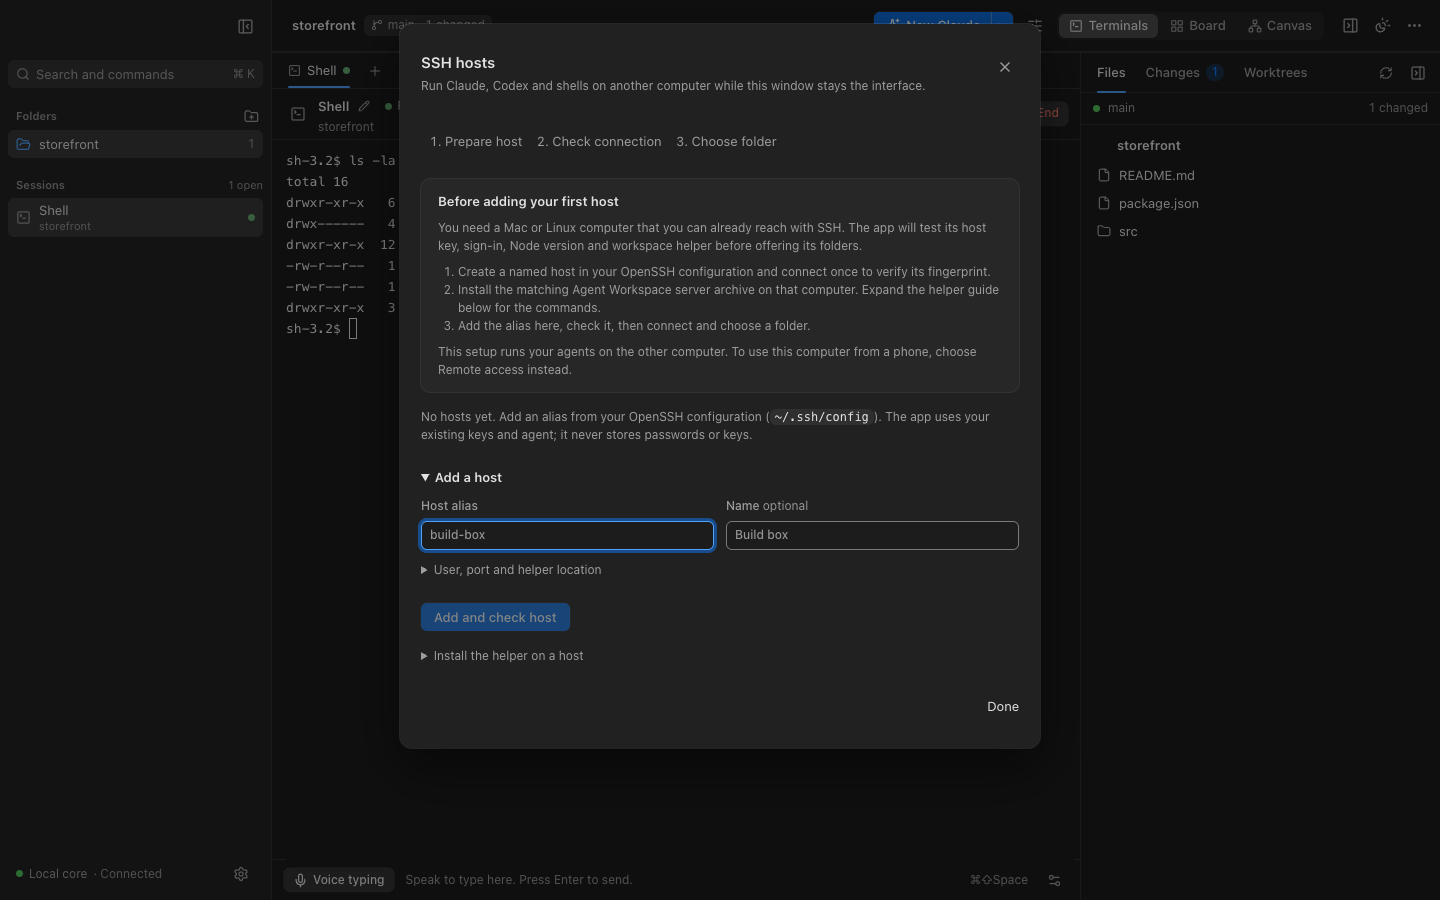 storefront
main · 1 changed
New Claude
Terminals
Board
Canvas
Search and commands
⌘ K
Folders
storefront
1
Sessions
1 open
Shell
storefront
Local core · Connected
Shell
Shell
storefront
End
sh-3.2$ ls -la
total 16
drwxr-xr-x 6
drwx------ 4
drwxr-xr-x 12
-rw-r--r-- 1
-rw-r--r-- 1
drwxr-xr-x 3
sh-3.2$
SSH hosts
Run Claude, Codex and shells on another computer while this window stays the interface.
1. Prepare host
2. Check connection
3. Choose folder
Before adding your first host
You need a Mac or Linux computer that you can already reach with SSH. The app will test its host
key, sign-in, Node version and workspace helper before offering its folders.
1. Create a named host in your OpenSSH configuration and connect once to verify its fingerprint.
2. Install the matching Agent Workspace server archive on that computer. Expand the helper guide
below for the commands.
3. Add the alias here, check it, then connect and choose a folder.
This setup runs your agents on the other computer. To use this computer from a phone, choose
Remote access instead.
No hosts yet. Add an alias from your OpenSSH configuration (~/.ssh/config). The app uses your
existing keys and agent; it never stores passwords or keys.
Add a host
Host alias
Name optional
build-box
Build box
User, port and helper location
Add and check host
Install the helper on a host
Done
Voice typing
Speak to type here. Press Enter to send.
⌘⇧Space
Files
Changes
1
Worktrees
main
1 changed
storefront
README.md
package.json
src